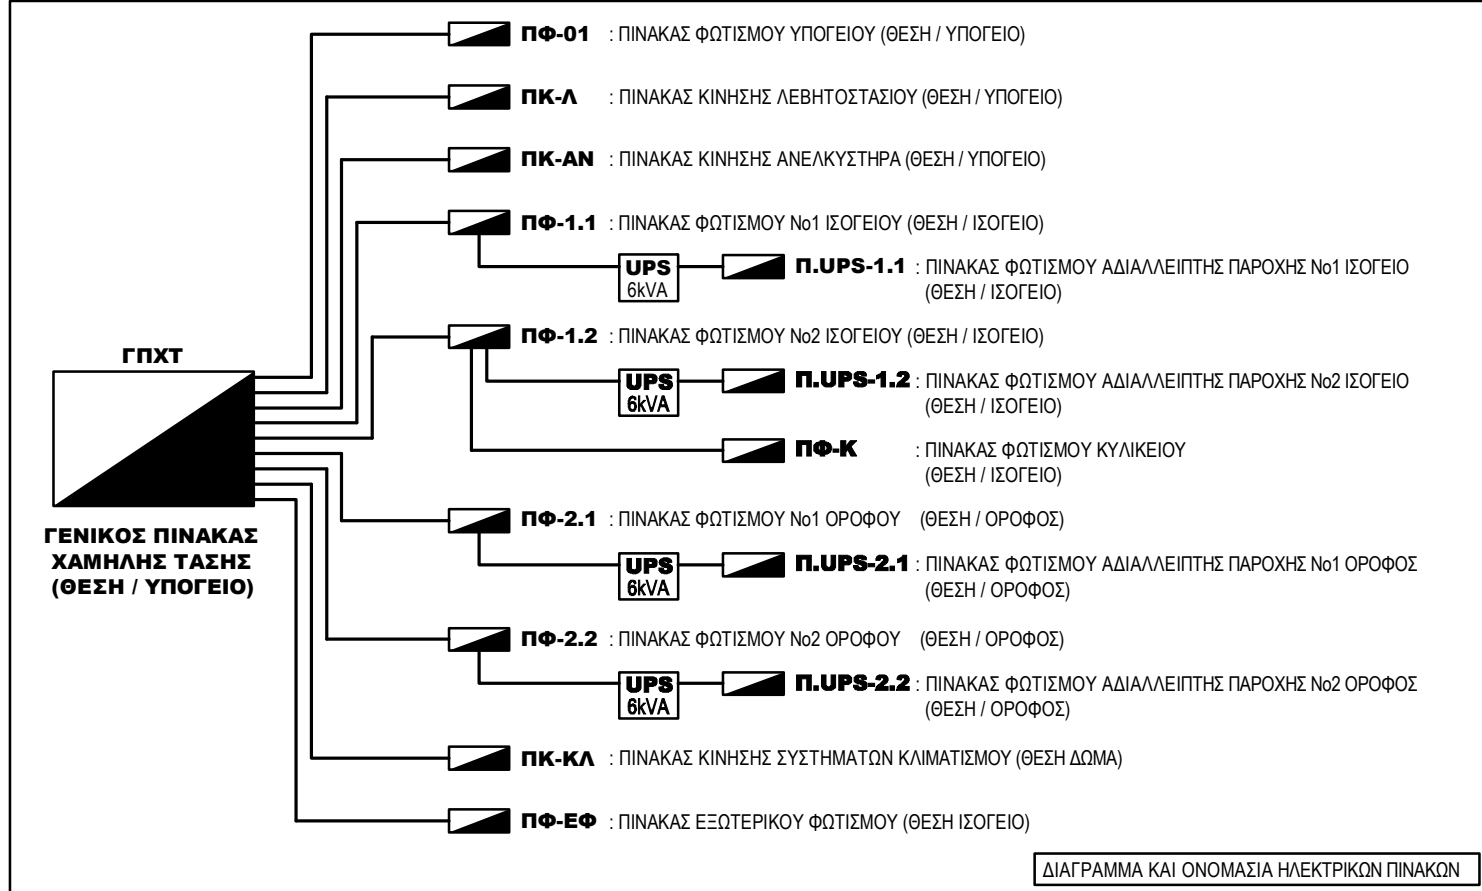 ΠΦ-01 : ΠΙΝΑΚΑΣ ΦΩΤΙΣΜΟΥ ΥΠΟΓΕΙΟΥ (ΘΕΣΗ / ΥΠΟΓΕΙΟ)
ΠΚ-Λ : ΠΙΝΑΚΑΣ ΚΙΝΗΣΗΣ ΛΕΒΗΤΟΣΤΑΣΙΟΥ (ΘΕΣΗ / ΥΠΟΓΕΙΟ)
ΠΚ-ΑΝ : ΠΙΝΑΚΑΣ ΚΙΝΗΣΗΣ ΑΝΕΛΚΥΣΤΗΡΑ (ΘΕΣΗ / ΥΠΟΓΕΙΟ)
ΠΦ-1.1 : ΠΙΝΑΚΑΣ ΦΩΤΙΣΜΟΥ Νο1 ΙΣΟΓΕΙΟΥ (ΘΕΣΗ / ΙΣΟΓΕΙΟ)
UPS
6kVA
Π.UPS-1.1 : ΠΙΝΑΚΑΣ ΦΩΤΙΣΜΟΥ ΑΔΙΑΛΛΕΙΠΤΗΣ ΠΑΡΟΧΗΣ Νο1 ΙΣΟΓΕΙΟ
(ΘΕΣΗ / ΙΣΟΓΕΙΟ)
ΠΦ-1.2 : ΠΙΝΑΚΑΣ ΦΩΤΙΣΜΟΥ Νο2 ΙΣΟΓΕΙΟΥ (ΘΕΣΗ / ΙΣΟΓΕΙΟ)
UPS
6kVA
Π.UPS-1.2 : ΠΙΝΑΚΑΣ ΦΩΤΙΣΜΟΥ ΑΔΙΑΛΛΕΙΠΤΗΣ ΠΑΡΟΧΗΣ Νο2 ΙΣΟΓΕΙΟ
(ΘΕΣΗ / ΙΣΟΓΕΙΟ)
ΠΦ-Κ : ΠΙΝΑΚΑΣ ΦΩΤΙΣΜΟΥ ΚΥΛΙΚΕΙΟΥ
(ΘΕΣΗ / ΙΣΟΓΕΙΟ)
ΓΠΧΤ
ΓΕΝΙΚΟΣ ΠΙΝΑΚΑΣ
ΧΑΜΗΛΗΣ ΤΑΣΗΣ
(ΘΕΣΗ / ΥΠΟΓΕΙΟ)
ΠΦ-2.1 : ΠΙΝΑΚΑΣ ΦΩΤΙΣΜΟΥ Νο1 ΟΡΟΦΟΥ (ΘΕΣΗ / ΟΡΟΦΟΣ)
UPS
6kVA
Π.UPS-2.1 : ΠΙΝΑΚΑΣ ΦΩΤΙΣΜΟΥ ΑΔΙΑΛΛΕΙΠΤΗΣ ΠΑΡΟΧΗΣ Νο1 ΟΡΟΦΟΣ
(ΘΕΣΗ / ΟΡΟΦΟΣ)
ΠΦ-2.2 : ΠΙΝΑΚΑΣ ΦΩΤΙΣΜΟΥ Νο2 ΟΡΟΦΟΥ (ΘΕΣΗ / ΟΡΟΦΟΣ)
UPS
6kVA
Π.UPS-2.2 : ΠΙΝΑΚΑΣ ΦΩΤΙΣΜΟΥ ΑΔΙΑΛΛΕΙΠΤΗΣ ΠΑΡΟΧΗΣ Νο2 ΟΡΟΦΟΣ
(ΘΕΣΗ / ΟΡΟΦΟΣ)
ΠΚ-ΚΛ : ΠΙΝΑΚΑΣ ΚΙΝΗΣΗΣ ΣΥΣΤΗΜΑΤΩΝ ΚΛΙΜΑΤΙΣΜΟΥ (ΘΕΣΗ ΔΩΜΑ)
ΠΦ-ΕΦ : ΠΙΝΑΚΑΣ ΕΞΩΤΕΡΙΚΟΥ ΦΩΤΙΣΜΟΥ (ΘΕΣΗ ΙΣΟΓΕΙΟ)
ΔΙΑΓΡΑΜΜΑ ΚΑΙ ΟΝΟΜΑΣΙΑ ΗΛΕΚΤΡΙΚΩΝ ΠΙΝΑΚΩΝ